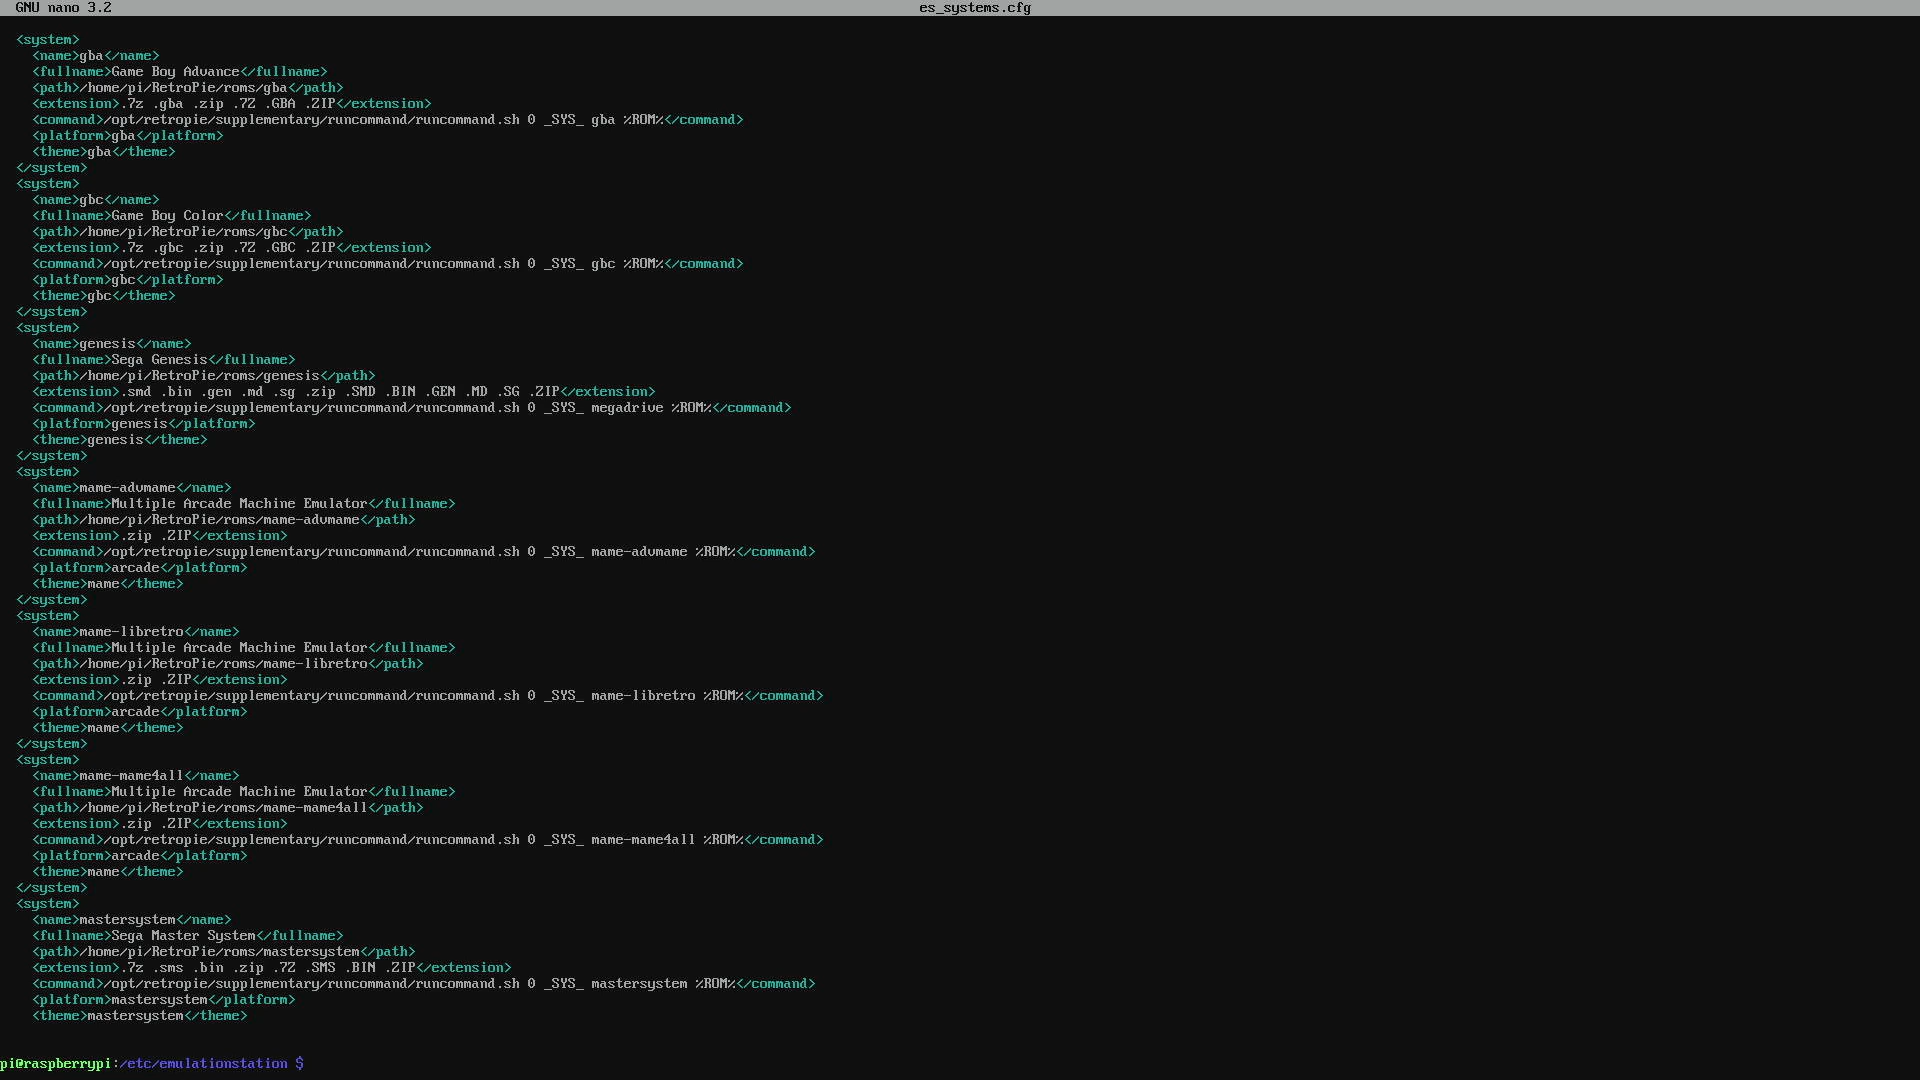 GNU nano 3.2 es_systems.cfg
<system>
<name>gba</name>
<fullname>Game Boy Advance</fullname>
<path>/home/pi/RetroPie/roms/gba</path>
<extension>.7z .gba .zip .7Z .GBA .ZIP</extension>
<command>/opt/retropie/supplementary/runcommand/runcommand.sh 0 _SYS_ gba %ROM%</command>
<platform>gba</platform>
<theme>gba</theme>
</system>
<system>
<name>gbc</name>
<fullname>Game Boy Color</fullname>
<path>/home/pi/RetroPie/roms/gbc</path>
<extension>.7z .gbc .zip .7Z .GBC .ZIP</extension>
<command>/opt/retropie/supplementary/runcommand/runcommand.sh 0 _SYS_ gbc %ROM%</command>
<platform>gbc</platform>
<theme>gbc</theme>
</system>
<system>
<name>genesis</name>
<fullname>Sega Genesis</fullname>
<path>/home/pi/RetroPie/roms/genesis</path>
<extension>.smd .bin .gen .md .sg .zip .SMD .BIN .GEN .MD .SG .ZIP</extension>
<command>/opt/retropie/supplementary/runcommand/runcommand.sh 0 _SYS_ megadrive %ROM%</command>
<platform>genesis</platform>
<theme>genesis</theme>
</system>
<system>
<name>mame-advmame</name>
<fullname>Multiple Arcade Machine Emulator</fullname>
<path>/home/pi/RetroPie/roms/mame-advmame</path>
<extension>.zip .ZIP</extension>
<command>/opt/retropie/supplementary/runcommand/runcommand.sh 0 _SYS_ mame-advmame %ROM%</command>
<platform>arcade</platform>
<theme>mame</theme>
</system>
<system>
<name>mame-libretro</name>
<fullname>Multiple Arcade Machine Emulator</fullname>
<path>/home/pi/RetroPie/roms/mame-libretro</path>
<extension>.zip .ZIP</extension>
<command>/opt/retropie/supplementary/runcommand/runcommand.sh 0 _SYS_ mame-libretro %ROM%</command>
<platform>arcade</platform>
<theme>mame</theme>
</system>
<system>
<name>mame-mame4all</name>
<fullname>Multiple Arcade Machine Emulator</fullname>
<path>/home/pi/RetroPie/roms/mame-mame4all</path>
<extension>.zip .ZIP</extension>
<command>/opt/retropie/supplementary/runcommand/runcommand.sh 0 _SYS_ mame-mame4all %ROM%</command>
<platform>arcade</platform>
<theme>mame</theme>
</system>
<system>
<name>mastersystem</name>
<fullname>Sega Master System</fullname>
<path>/home/pi/RetroPie/roms/mastersystem</path>
<extension>.7z .sms .bin .zip .7Z .SMS .BIN .ZIP</extension>
<command>/opt/retropie/supplementary/runcommand/runcommand.sh 0 _SYS_ mastersystem %ROM%</command>
<platform>mastersystem</platform>
<theme>mastersystem</theme>
pi@raspberrypi:/etc/emulationstation $